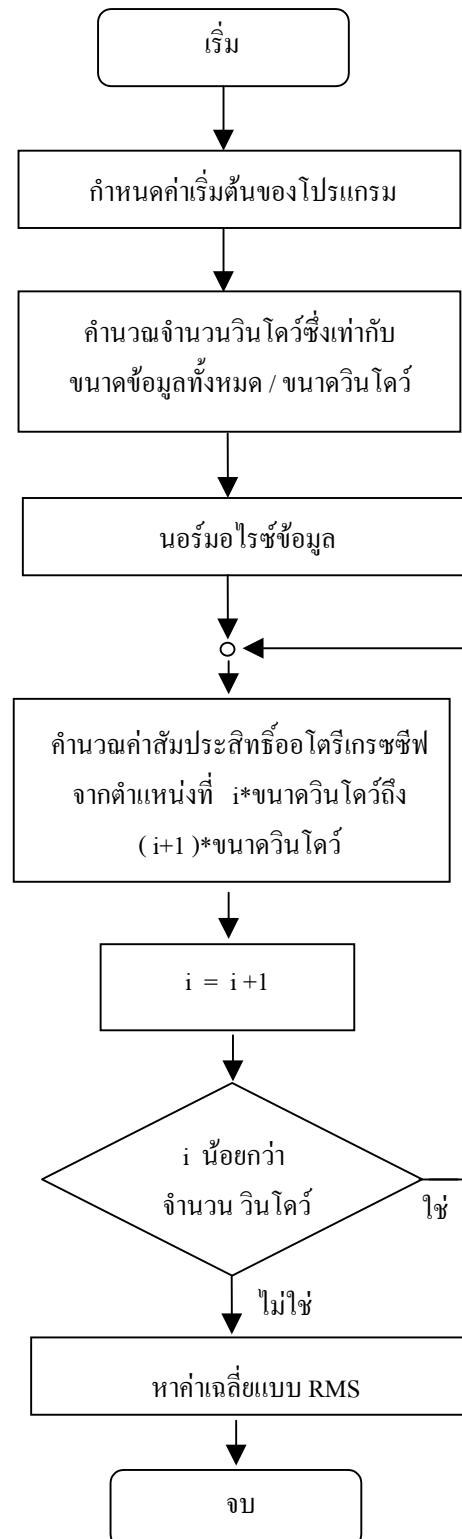 เริ่ม
กำหนดค่าเริ่มต้นของโปรแกรม
คำนวณจำนวนวินโดว์ซึ่งเท่ากับ
ขนาดข้อมูลทั้งหมด / ขนาดวินโดว์
นอร์มอไรซ์ข้อมูล
คำนวณค่าสัมประสิทธิ์ออโตรีเกรซซีฟ
จากตำแหน่งที่ i*ขนาดวินโดว์ถึง
( i+1 )*ขนาดวินโดว์
i = i +1
i น้อยกว่า
จำนวน วินโดว์
ใช่
ไม่ใช่
หาค่าเฉลี่ยแบบ RMS
จบ